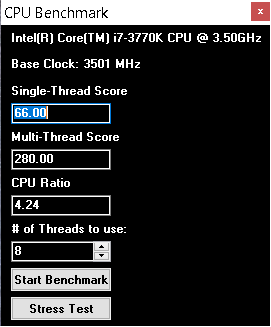 CPU Benchmark
x
Intel(R) Core(TM) i7-3770K CPU @ 3.50GHz
Base Clock: 3501 MHz
Single-Thread Score
66.00
Multi-Thread Score
280.00
CPU Ratio
4.24
# of Threads to use:
8
Start Benchmark
Stress Test